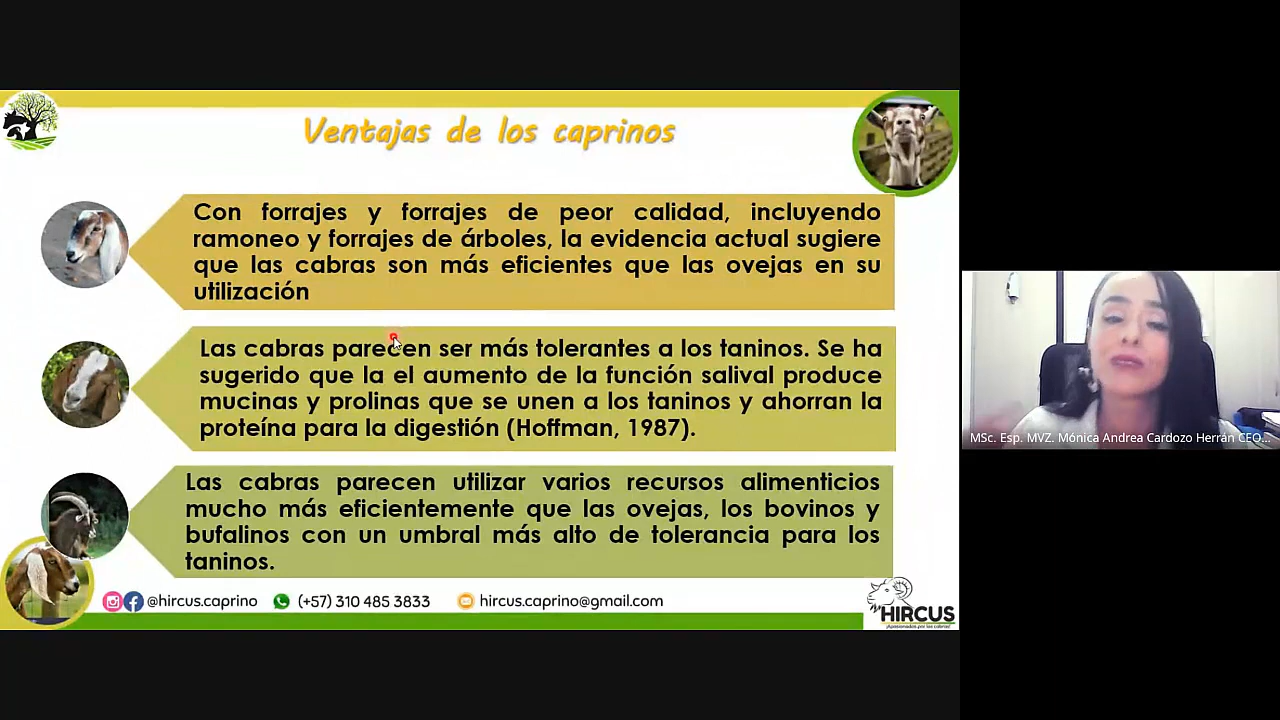 Ventajas de los caprinos
Con forrajes y forrajes de peor calidad, incluyendo
ramoneo y forrajes de árboles, la evidencia actual sugiere
que las cabras son más eficientes que las ovejas en su
utilización
Las cabras parecen ser más tolerantes a los taninos. Se ha
sugerido que la el aumento de la función salival produce
mucinas y prolinas que se unen a los taninos y ahorran la
proteína para la digestión (Hoffman, 1987).
Las cabras parecen utilizar varios recursos alimenticios
mucho más eficientemente que las ovejas, los bovinos y
bufalinos con un umbral más alto de tolerancia para los
taninos.
@hircus.caprino (+57) 310 485 3833 hircus.caprino@gmail.com
HIRCUS
¡Apasionados por las cabras!
MSc. Esp. MVZ. Mónica Andrea Cardozo Herrán CEO...